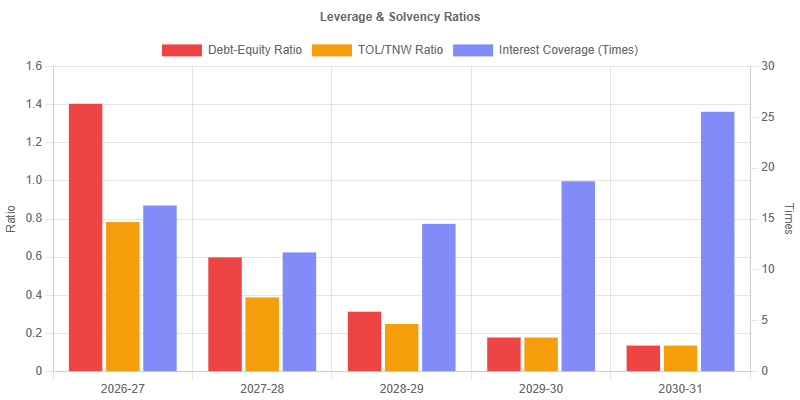 Leverage & Solvency Ratios
Debt-Equity Ratio TOL/TNW Ratio Interest Coverage (Times)
1.6 30
1.4 25
1.2
1.0 20
0.8 15
0.6
0.4 10
0.2 5
0 0
Ratio
Times
2026-27 2027-28 2028-29 2029-30 2030-31